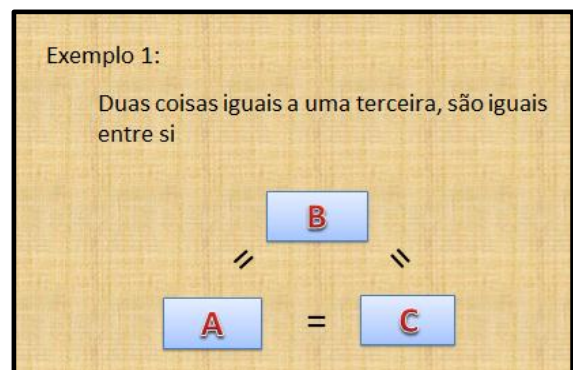 Exemplo 1:
Duas coisas iguais a uma terceira, são iguais
entre si
B
= =
A = C